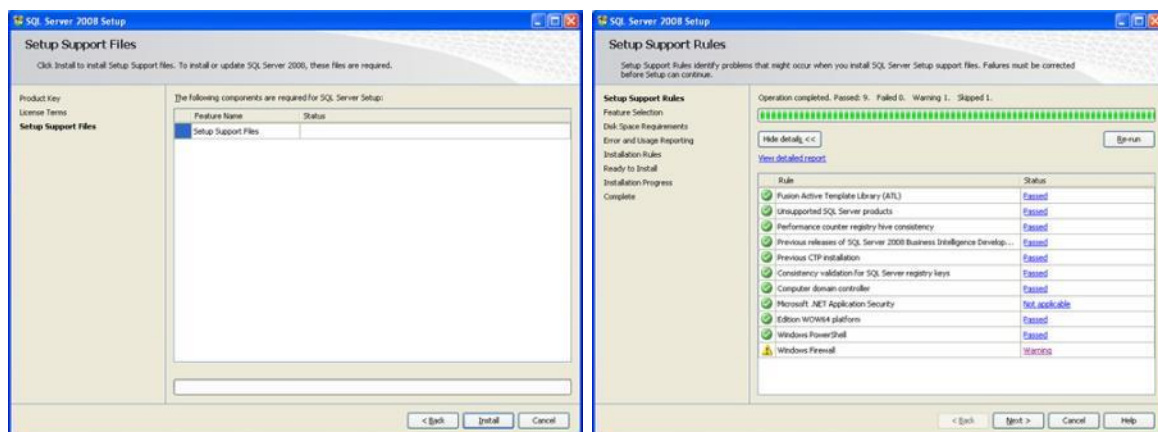 SQL Server 2008 Setup
Setup Support Files
Click Install to install Setup Support files. To install or update SQL Server 2008, these files are required.
Product Key
License Terms
Setup Support Files
The following components are required for SQL Server Setup:
Feature Name Status
Setup Support Files
< Back Install Cancel
SQL Server 2008 Setup
Setup Support Rules
Setup Support Rules identify problems that might occur when you install SQL Server Setup support files. Failures must be corrected
before Setup can continue.
Setup Support Rules
Feature Selection
Disk Space Requirements
Error and Usage Reporting
Installation Rules
Ready to Install
Installation Progress
Complete
Operation completed. Passed: 9. Failed 0. Warning 1. Skipped 1.
Hide details << Re-run
View detailed report
Rule Status
Fusion Active Template Library (ATL) Passed
Unsupported SQL Server products Passed
Performance counter registry hive consistency Passed
Previous releases of SQL Server 2008 Business Intelligence Develop... Passed
Previous CTP installation Passed
Consistency validation for SQL Server registry keys Passed
Computer domain controller Passed
Microsoft .NET Application Security Not applicable
Edition WOW64 platform Passed
Windows PowerShell Passed
Windows Firewall Warning
< Back Next > Cancel Help